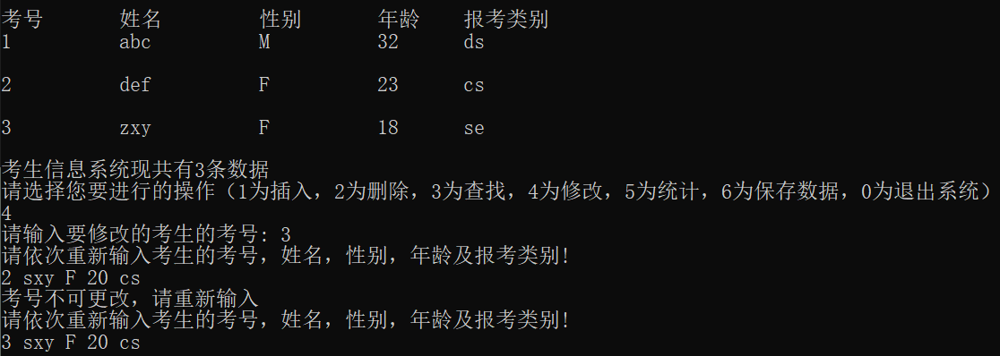 考号 姓名 性别 年龄 报考类别
1 abc M 32 ds
2 def F 23 cs
3 zxy F 18 se
考生信息系统现共有3条数据
请选择您要进行的操作（1为插入，2为删除，3为查找，4为修改，5为统计，6为保存数据，0为退出系统）
4
请输入要修改的考生的考号: 3
请依次重新输入考生的考号，姓名，性别，年龄及报考类别!
2 sxy F 20 cs
考号不可更改，请重新输入
请依次重新输入考生的考号，姓名，性别，年龄及报考类别!
3 sxy F 20 cs